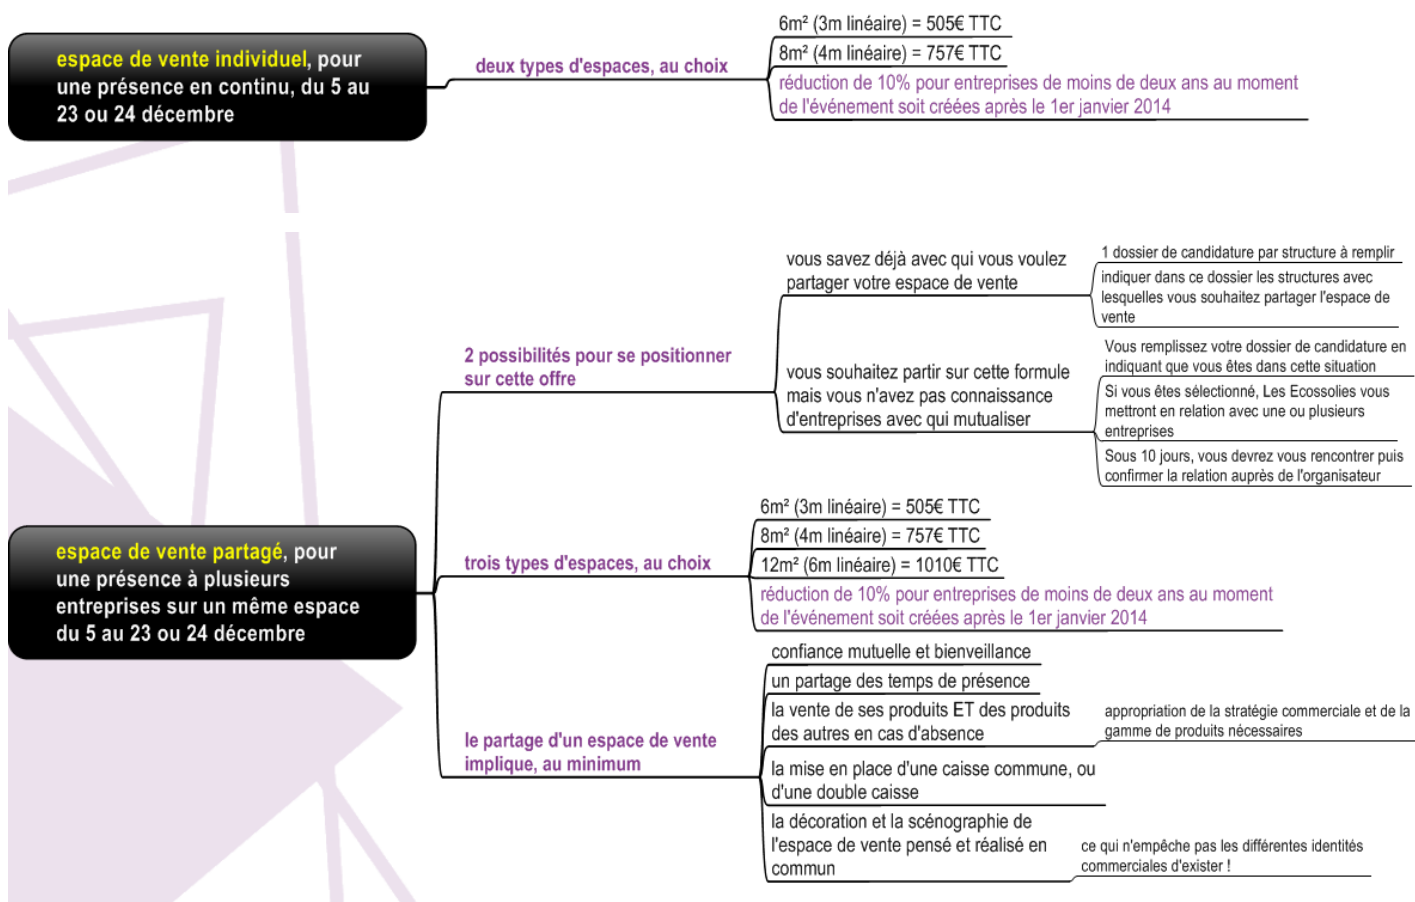 espace de vente individuel, pour
une présence en continu, du 5 au
23 ou 24 décembre
deux types d'espaces, au choix
6m² (3m linéaire) = 505€ TTC
8m² (4m linéaire) = 757€ TTC
réduction de 10% pour entreprises de moins de deux ans au moment
de l'événement soit créées après le 1er janvier 2014
espace de vente partagé, pour
une présence à plusieurs
entreprises sur un même espace
du 5 au 23 ou 24 décembre
2 possibilités pour se positionner
sur cette offre
vous savez déjà avec qui vous voulez
partager votre espace de vente
1 dossier de candidature par structure à remplir
indiquer dans ce dossier les structures avec
lesquelles vous souhaitez partager l'espace de
vente
vous souhaitez partir sur cette formule
mais vous n'avez pas connaissance
d'entreprises avec qui mutualiser
Vous remplissez votre dossier de candidature en
indiquant que vous êtes dans cette situation
Si vous êtes sélectionné, Les Ecossolies vous
mettront en relation avec une ou plusieurs
entreprises
Sous 10 jours, vous devrez vous rencontrer puis
confirmer la relation auprès de l'organisateur
trois types d'espaces, au choix
6m² (3m linéaire) = 505€ TTC
8m² (4m linéaire) = 757€ TTC
12m² (6m linéaire) = 1010€ TTC
réduction de 10% pour entreprises de moins de deux ans au moment
de l'événement soit créées après le 1er janvier 2014
le partage d'un espace de vente
implique, au minimum
confiance mutuelle et bienveillance
un partage des temps de présence
la vente de ses produits ET des produits
des autres en cas d'absence
appropriation de la stratégie commerciale et de la
gamme de produits nécessaires
la mise en place d'une caisse commune, ou
d'une double caisse
la décoration et la scénographie de
l'espace de vente pensé et réalisé en
commun
ce qui n'empêche pas les différentes identités
commerciales d'exister !